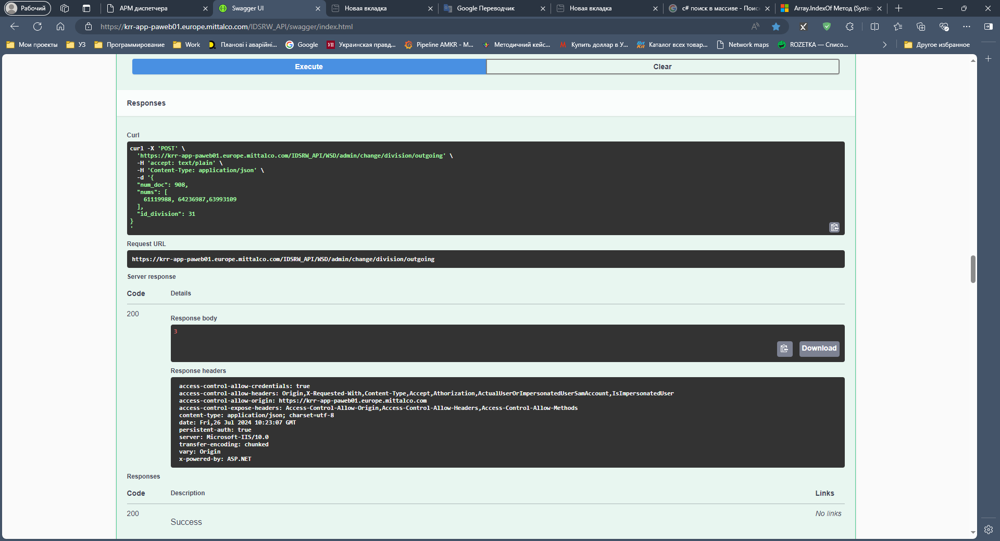 Рабочий
АРМ диспетчера
Swagger UI
Новая вкладка
Google Переводчик
Новая вкладка
c# поиск в массиве - Поис
Array.IndexOf Метод (System
https://krr-app-paweb01.europe.mittalco.com/IDSRW_API/swagger/index.html
Мои проекты
УЗ
Программирование
Work
Планові і аварійні...
Google
Украинская правд...
Pipeline AMKR - M...
Методичний кейс...
Купить доллар в У...
Каталог всех товар...
Network maps
ROZETKA — Списо...
Другое избранное
Execute
Clear
Responses
Curl
curl -X 'POST' \
'https://krr-app-paweb01.europe.mittalco.com/IDSRW_API/WSD/admin/change/division/outgoing' \
-H 'accept: text/plain' \
-H 'Content-Type: application/json' \
-d '{
"num_doc": 908,
"nums": [
61119988, 64236987,63993109
],
"id_division": 31
}
'
Request URL
https://krr-app-paweb01.europe.mittalco.com/IDSRW_API/WSD/admin/change/division/outgoing
Server response
Code Details
200
Response body
3
Download
Response headers
access-control-allow-credentials: true
access-control-allow-headers: Origin,X-Requested-With,Content-Type,Accept,Athorization,ActualUserOrImpersonatedUserSamAccount,IsImpersonatedUser
access-control-allow-origin: https://krr-app-paweb01.europe.mittalco.com
access-control-expose-headers: Access-Control-Allow-Origin,Access-Control-Allow-Headers,Access-Control-Allow-Methods
content-type: application/json; charset=utf-8
date: Fri,26 Jul 2024 10:23:07 GMT
persistent-auth: true
server: Microsoft-IIS/10.0
transfer-encoding: chunked
vary: Origin
x-powered-by: ASP.NET
Responses
Code Description Links
200 No links
Success